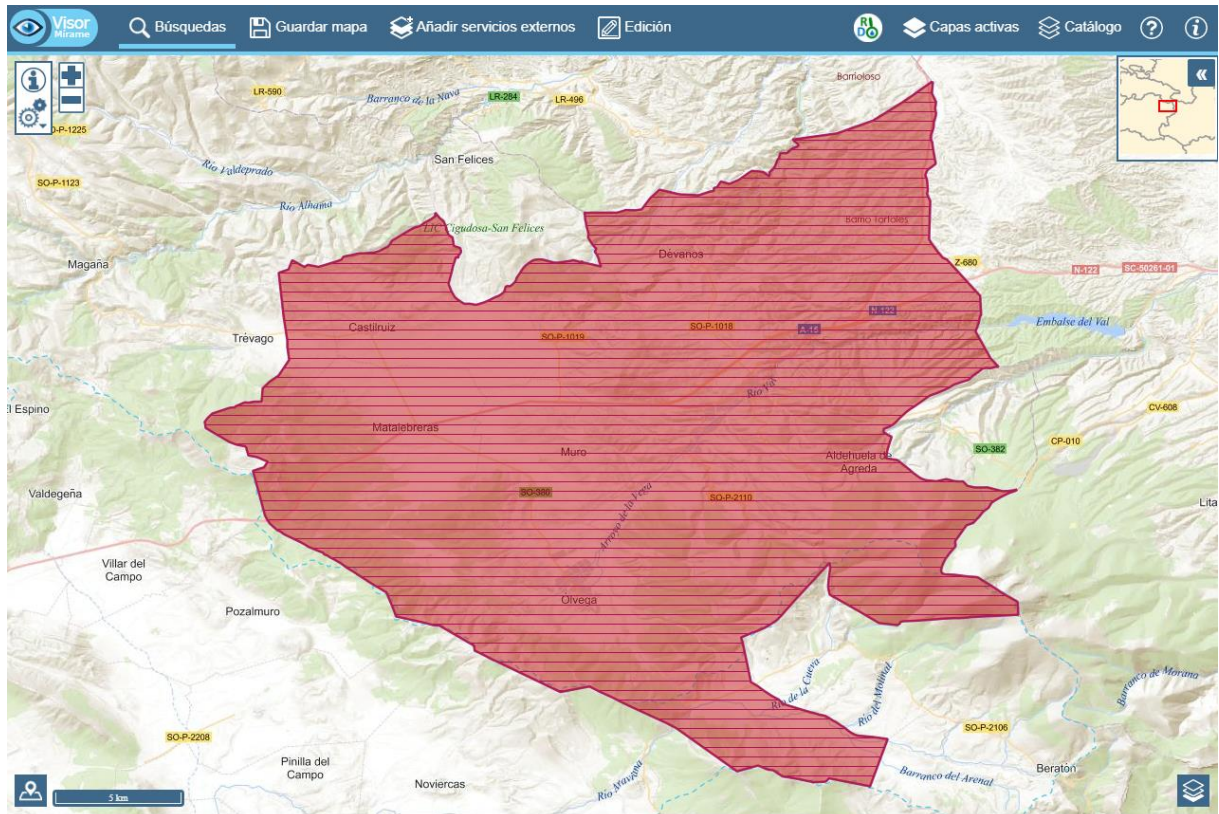 Visor
Mírame
Búsquedas
Guardar mapa
Añadir servicios externos
Edición
RIDO
Capas activas
Catálogo
?
i
«
i
Barrioloso
LR-590
Barranco de la Nava
LR-284
LR-496
SO-P-1225
San Felices
Río Valdeprado
SO-P-1123
Río Alhama
Barrio Tórtoles
LIC Cigudosa-San Felices
Dévanos
Magaña
Z-680
N-122
SC-50261-01
N-122
Castilruiz
SO-P-1018
A-15
Embalse del Val
Trévago
SO-P-1019
Río Val
El Espino
CV-608
Matalebreras
CP-010
SO-382
Muro
Aldehuela de
Agreda
Valdegeña
SO-380
SO-P-2110
Lita
Arroyo de la Vega
Villar del
Campo
Pozalmuro
Olvega
Río de la Cueva
Río del Molinal
Barranco de Morana
SO-P-2106
SO-P-2208
Pinilla del
Campo
Beratón
Noviercas
Río Araviana
Barranco del Arenal
5 km